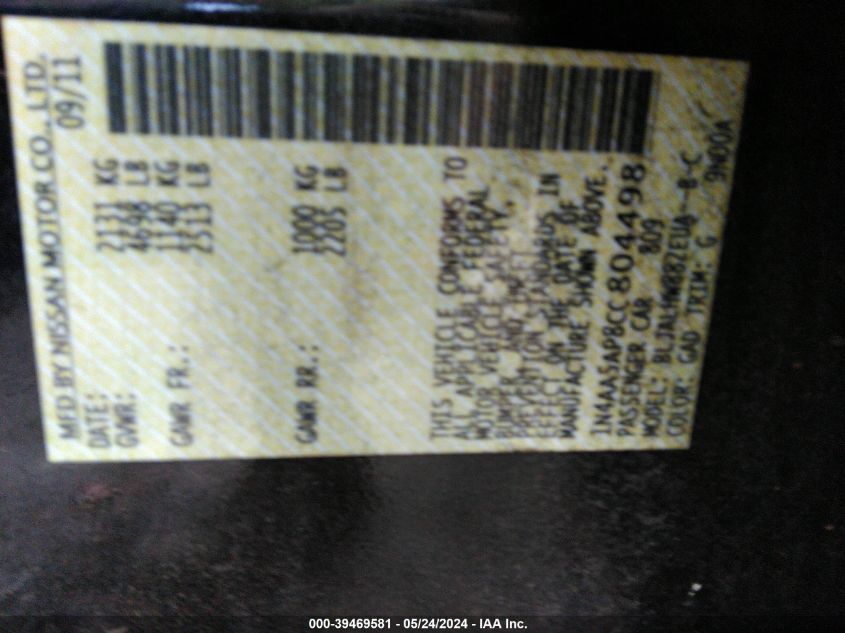 MFD BY NISSAN MOTOR CO., LTD.
DATE: 09/11
GVWR: 2131 KG
4698 LB
GAWR FR.: 1140 KG
2513 LB
GAWR RR.: 1000 KG
2205 LB
THIS VEHICLE CONFORMS TO
ALL APPLICABLE FEDERAL
MOTOR VEHICLE SAFETY,
BUMPER, AND THEFT
PREVENTION STANDARDS IN
EFFECT ON THE DATE OF
MANUFACTURE SHOWN ABOVE.
1N4AA5AP8CC804498
PASSENGER CAR 809
MODEL: A-B-C
COLOR: GAD TRIM: G 9N00A
000-39469581 - 05/24/2024 - IAA Inc.